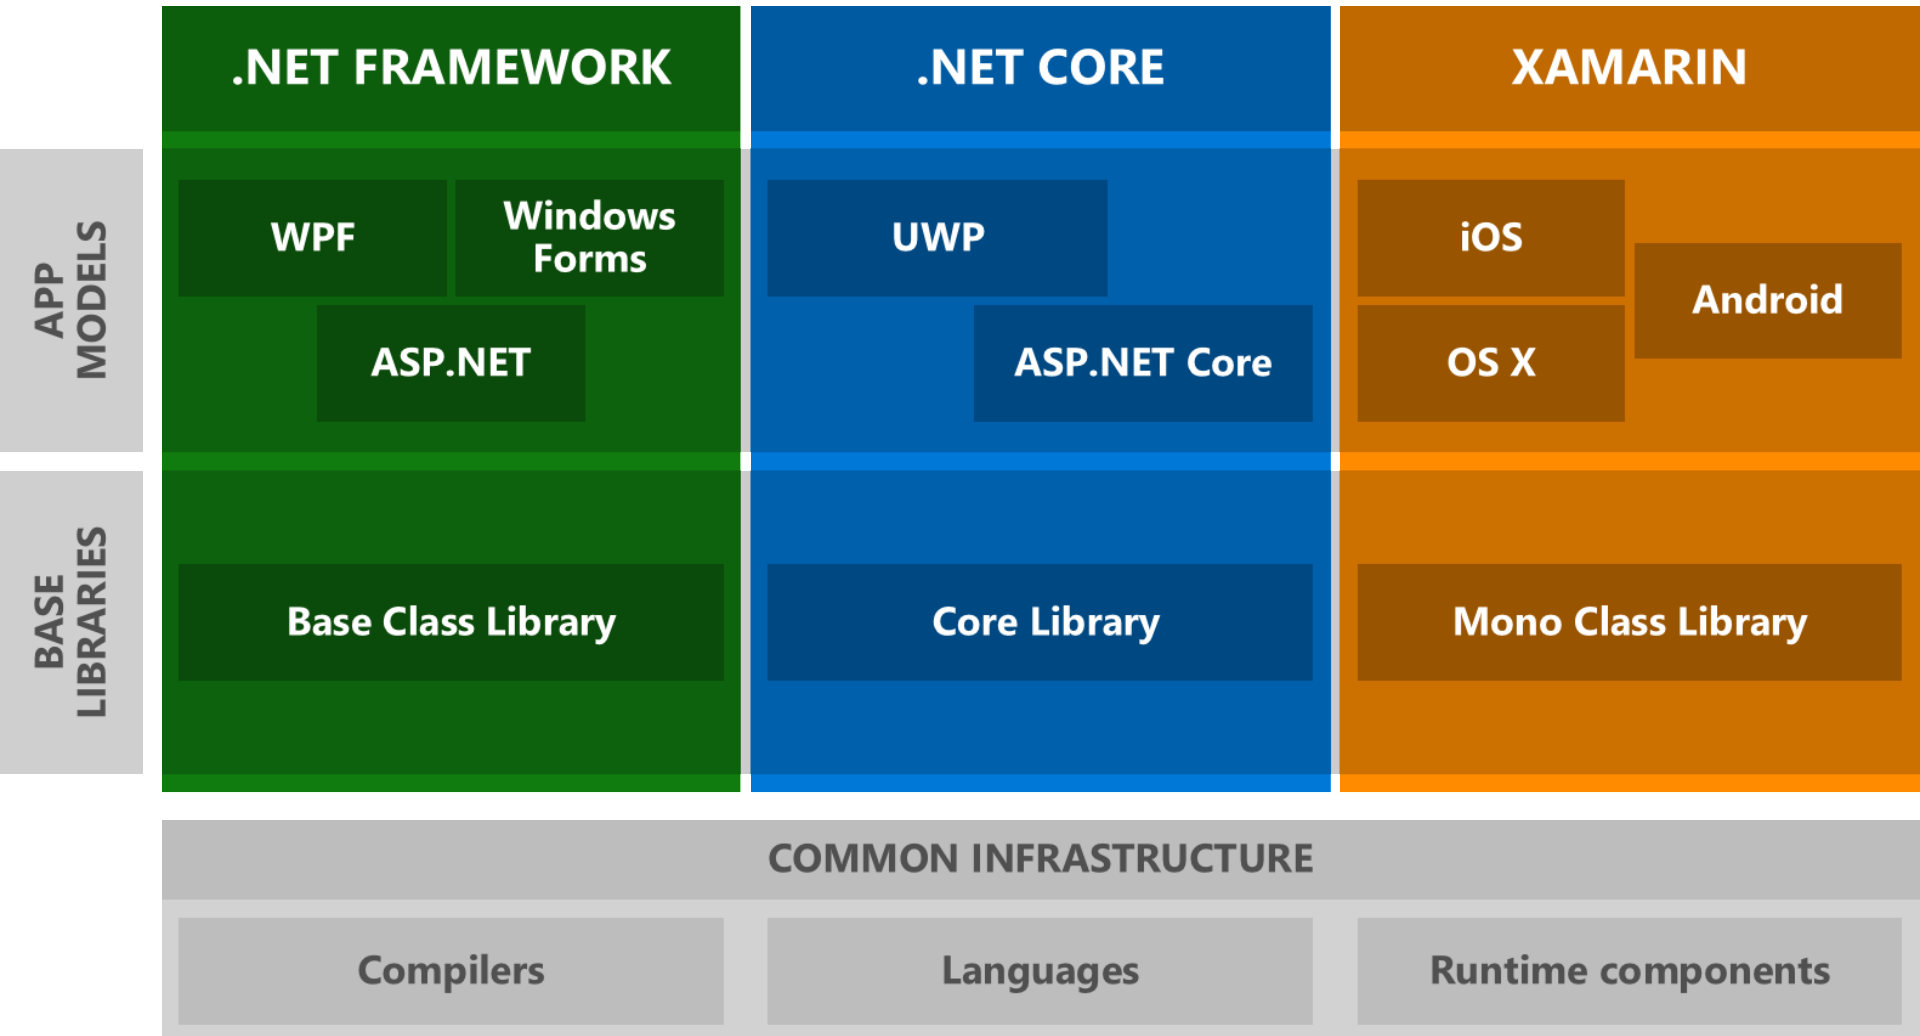 .NET FRAMEWORK
.NET CORE
XAMARIN
APP
MODELS
WPF
Windows
Forms
ASP.NET
UWP
ASP.NET Core
iOS
Android
OS X
BASE
LIBRARIES
Base Class Library
Core Library
Mono Class Library
COMMON INFRASTRUCTURE
Compilers
Languages
Runtime components